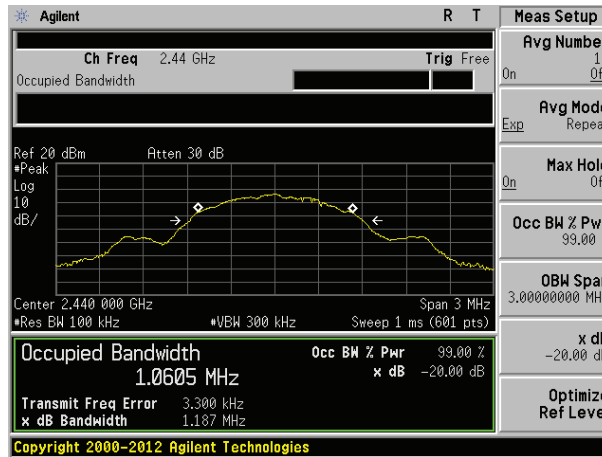 Agilent R T Meas Setup
Ch Freq 2.44 GHz Trig Free
Occupied Bandwidth
Ref 20 dBm Atten 30 dB
#Peak
Log
10
dB/
Center 2.440 000 GHz Span 3 MHz
#Res BW 100 kHz #VBW 300 kHz Sweep 1 ms (601 pts)
Occupied Bandwidth Occ BW % Pwr 99.00 %
1.0605 MHz x dB -20.00 dB
Transmit Freq Error 3.300 kHz
x dB Bandwidth 1.187 MHz
Copyright 2000-2012 Agilent Technologies
Avg Numbe
1
On Of
Avg Mod
Exp Repea
Max Hol
On Of
Occ BW % Pw
99.00
OBW Spa
3.00000000 MH
x d
-20.00 d
Optimiz
Ref Leve